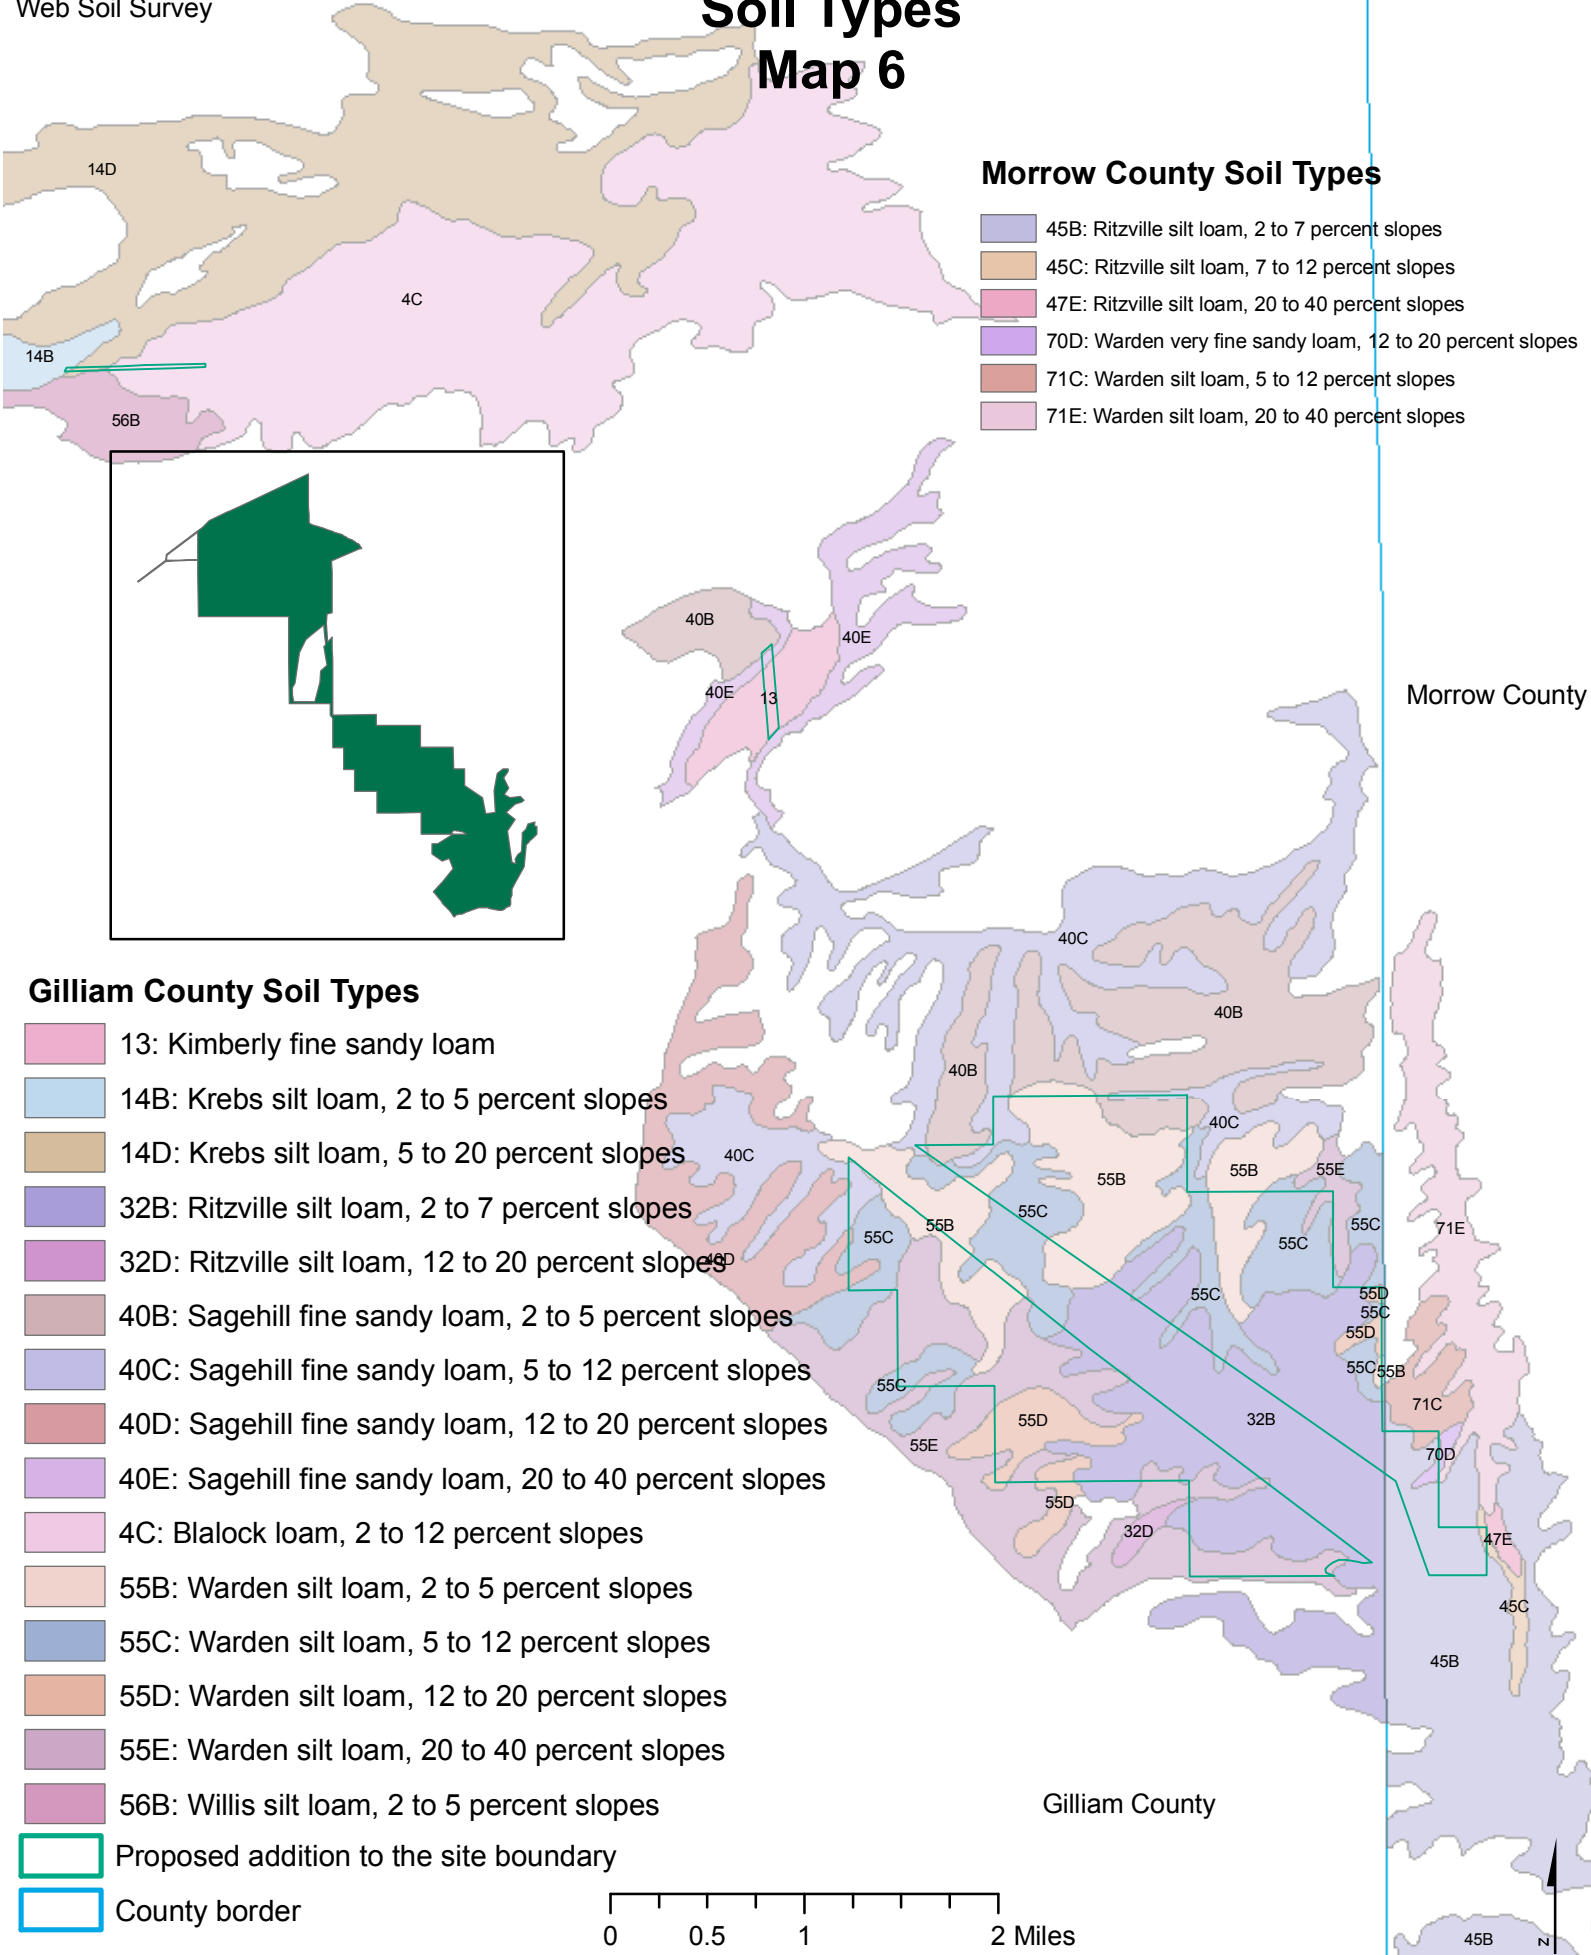 Web Soil Survey
Soil Types
Map 6
Morrow County Soil Types
45B: Ritzville silt loam, 2 to 7 percent slopes
45C: Ritzville silt loam, 7 to 12 percent slopes
47E: Ritzville silt loam, 20 to 40 percent slopes
70D: Warden very fine sandy loam, 12 to 20 percent slopes
71C: Warden silt loam, 5 to 12 percent slopes
71E: Warden silt loam, 20 to 40 percent slopes
14D
4C
14B
56B
40B
40E
40E
13
Morrow County
40C
40B
40B
40C
40C
55B
55B
55E
55C
55B
55C
55C
55C
71E
40D
55C
55D
55C
55D
55C
55B
55C
71C
55D
32B
55E
70D
55D
32D
47E
45C
45B
Gilliam County Soil Types
13: Kimberly fine sandy loam
14B: Krebs silt loam, 2 to 5 percent slopes
14D: Krebs silt loam, 5 to 20 percent slopes
32B: Ritzville silt loam, 2 to 7 percent slopes
32D: Ritzville silt loam, 12 to 20 percent slopes
40B: Sagehill fine sandy loam, 2 to 5 percent slopes
40C: Sagehill fine sandy loam, 5 to 12 percent slopes
40D: Sagehill fine sandy loam, 12 to 20 percent slopes
40E: Sagehill fine sandy loam, 20 to 40 percent slopes
4C: Blalock loam, 2 to 12 percent slopes
55B: Warden silt loam, 2 to 5 percent slopes
55C: Warden silt loam, 5 to 12 percent slopes
55D: Warden silt loam, 12 to 20 percent slopes
55E: Warden silt loam, 20 to 40 percent slopes
56B: Willis silt loam, 2 to 5 percent slopes
Proposed addition to the site boundary
County border
Gilliam County
0 0.5 1 2 Miles
45B
N